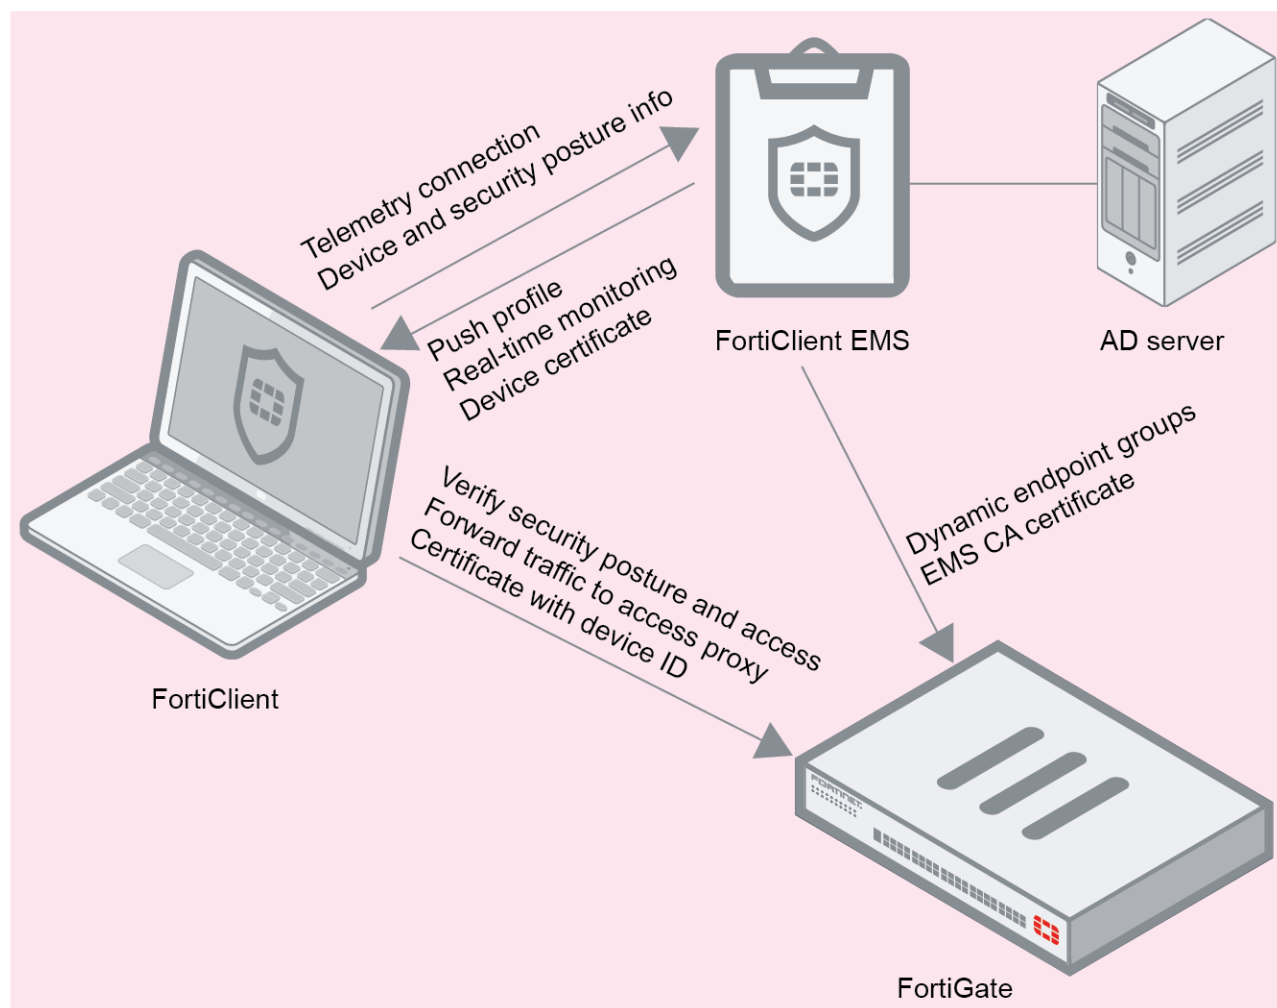 Telemetry connection
Device and security posture info
Push profile
Real-time monitoring
Device certificate
FortiClient EMS
AD server
Dynamic endpoint groups
EMS CA certificate
Verify security posture and access
Forward traffic to access proxy
Certificate with device ID
FortiClient
FORTINET
FortiGate